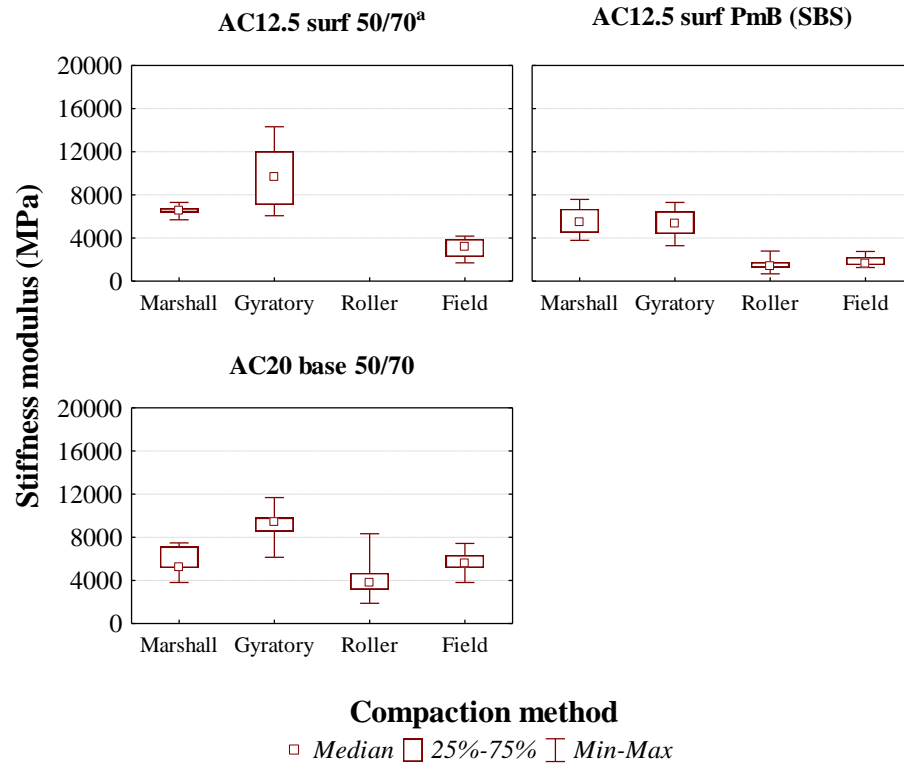 AC12.5 surf 50/70ᵃ
AC12.5 surf PmB (SBS)
Stiffness modulus (MPa)
20000
16000
12000
8000
4000
0
Marshall Gyratory Roller Field
Marshall Gyratory Roller Field
AC20 base 50/70
20000
16000
12000
8000
4000
0
Marshall Gyratory Roller Field
Compaction method
Median 25%-75% Min-Max